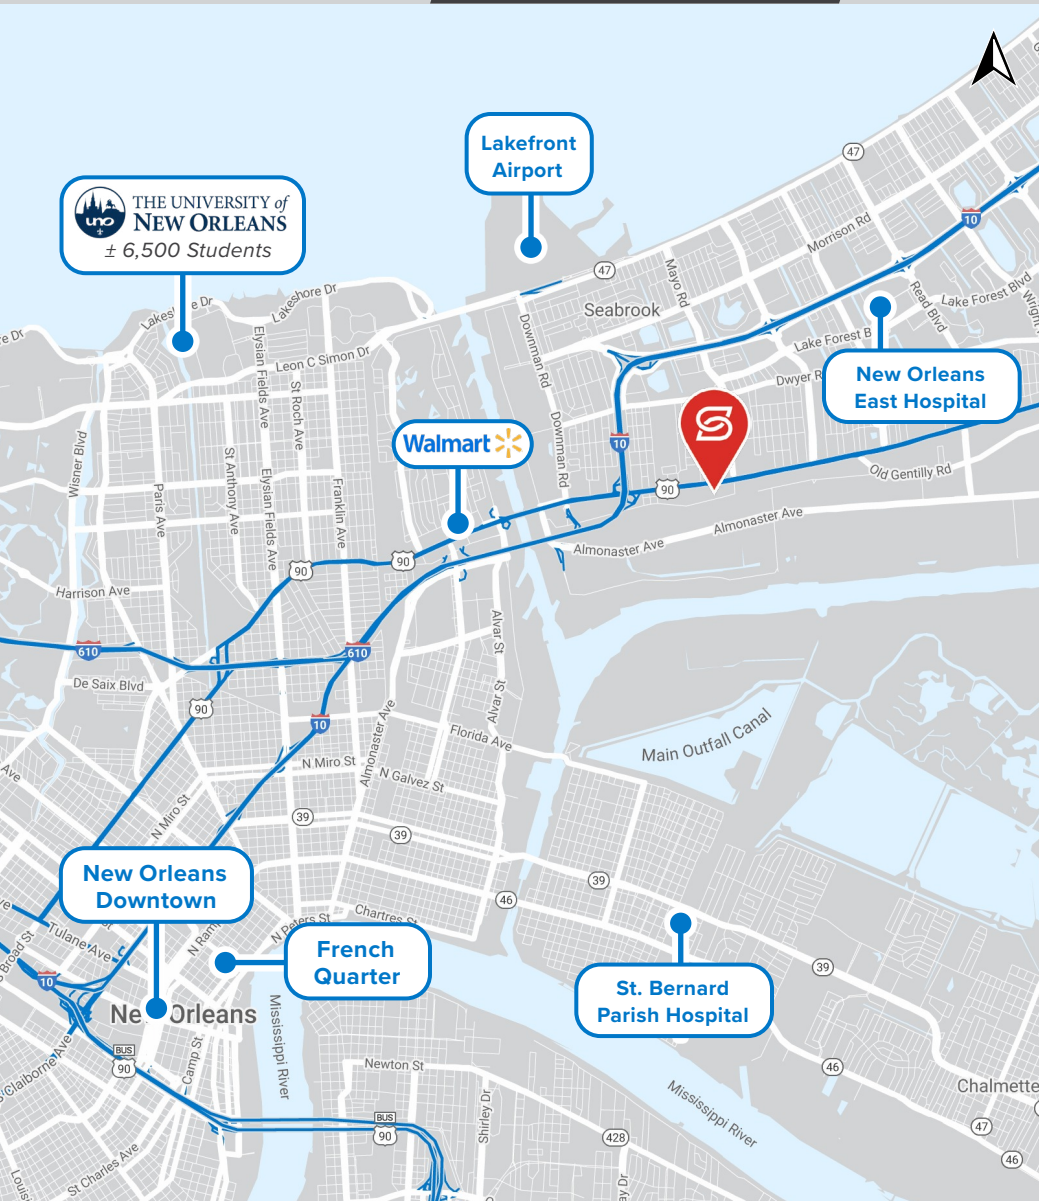 Lakefront
Airport
47
THE UNIVERSITY of
NEW ORLEANS
uno
± 6,500 Students
10
Morrison Rd
47
Mayo Rd
Seabrook
Lakeshore Dr
Lake Forest Blvd
Read Blvd
Downman Rd
Lake Forest B
Elysian Fields Ave
Leon C Simon Dr
Dwyer R
New Orleans
East Hospital
St Roch Ave
S
Walmart
10
Downman Rd
Wisner Blvd
St Anthony Ave
Elysian Fields Ave
Franklin Ave
Paris Ave
Old Gentilly Rd
90
Almonaster Ave
Almonaster Ave
90
90
Harrison Ave
Alvar St
610
610
De Saix Blvd
Alvar St
90
10
Almonaster Ave
Florida Ave
Main Outfall Canal
N Miro St
N Galvez St
N Miro St
39
39
New Orleans
Downtown
39
46
N Peters St
Chartres St
Tulane Ave
French
Quarter
39
S Broad St
10
St. Bernard
Parish Hospital
New Orleans
Mississippi River
BUS
90
Camp St
S Claiborne Ave
Newton St
46
Chalmette
Mississippi River
Shirley Dr
BUS
90
428
47
46
St Charles Ave